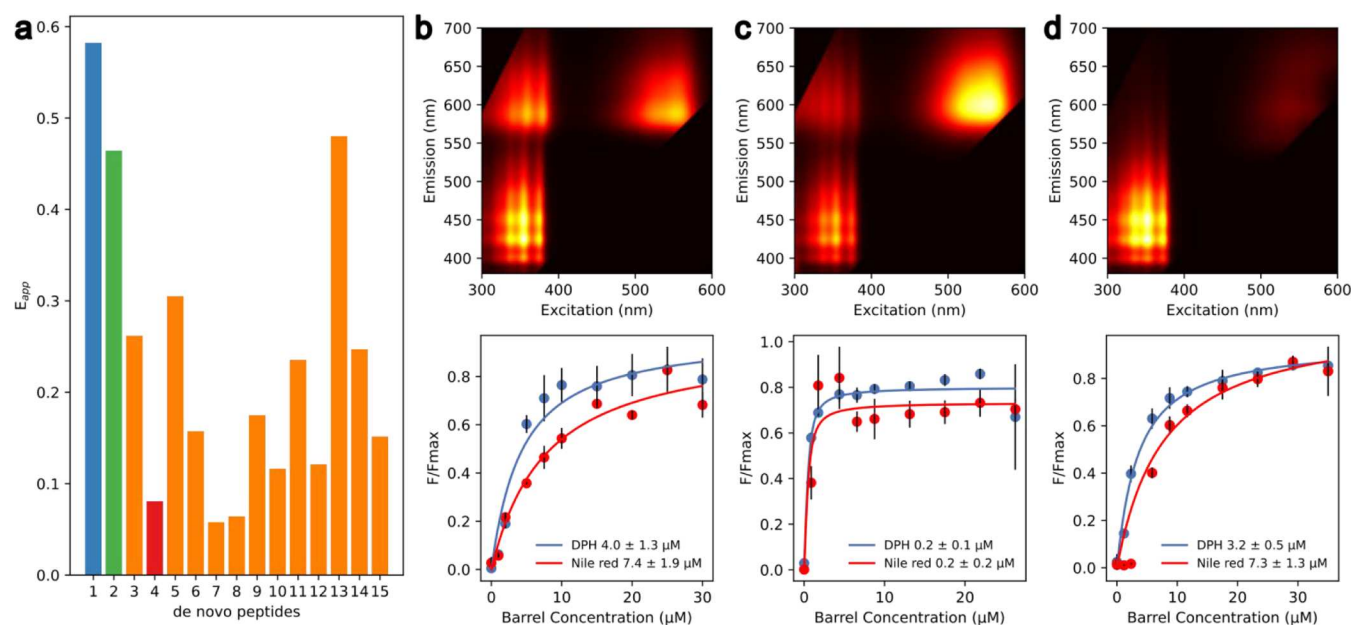 a
0.6
0.5
0.4
0.3
0.2
0.1
0.0
E_app
1 2 3 4 5 6 7 8 9 10 11 12 13 14 15
de novo peptides
b
700
650
600
550
500
450
400
Emission (nm)
300 400 500 600
Excitation (nm)
c
700
650
600
550
500
450
400
Emission (nm)
300 400 500 600
Excitation (nm)
d
700
650
600
550
500
450
400
Emission (nm)
300 400 500 600
Excitation (nm)
0.8
0.6
0.4
0.2
0.0
F/Fmax
DPH 4.0 ± 1.3 μM
Nile red 7.4 ± 1.9 μM
0 10 20 30
Barrel Concentration (μM)
1.0
0.8
0.6
0.4
0.2
0.0
F/Fmax
DPH 0.2 ± 0.1 μM
Nile red 0.2 ± 0.2 μM
0 10 20
Barrel Concentration (μM)
0.8
0.6
0.4
0.2
0.0
F/Fmax
DPH 3.2 ± 0.5 μM
Nile red 7.3 ± 1.3 μM
0 10 20 30
Barrel Concentration (μM)